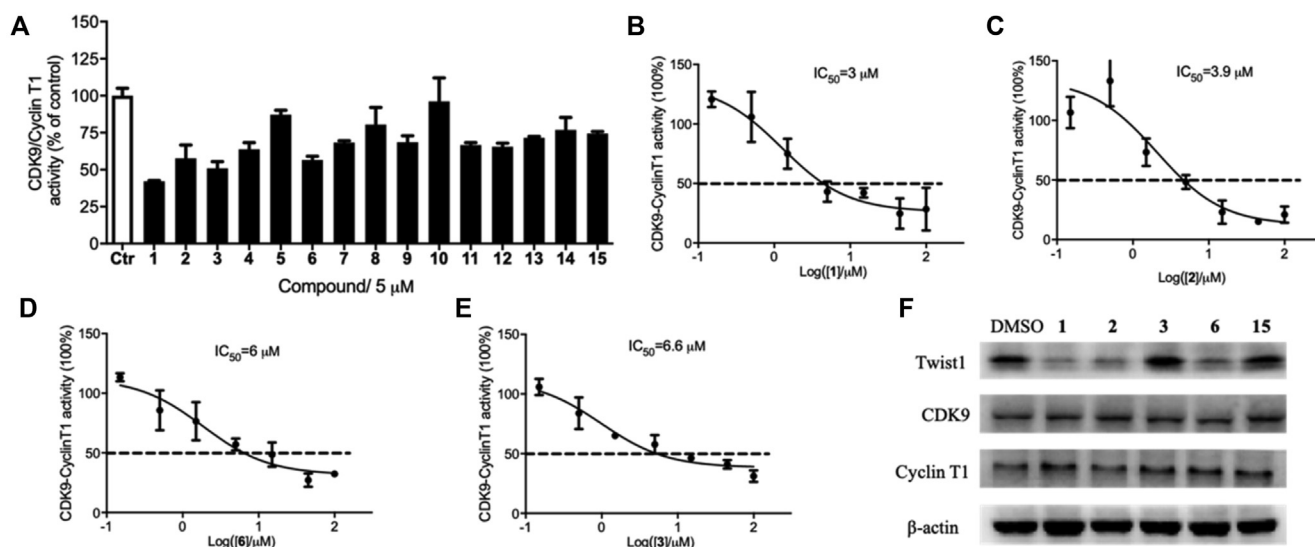 A
CDK9/Cyclin T1
activity (% of control)
150
125
100
75
50
25
0
Ctr 1 2 3 4 5 6 7 8 9 10 11 12 13 14 15
Compound/ 5 μM
B
CDK9-CyclinT1 activity (100%)
150
100
50
0
IC50=3 μM
-1 0 1 2
Log([1]/μM)
C
CDK9-CyclinT1 activity (100%)
150
100
50
0
IC50=3.9 μM
-1 0 1 2
Log([2]/μM)
D
CDK9-CyclinT1 activity (100%)
150
100
50
0
IC50=6 μM
-1 0 1 2
Log([6]/μM)
E
CDK9-CyclinT1 activity (100%)
150
100
50
0
IC50=6.6 μM
-1 0 1 2
Log([3]/μM)
F
DMSO 1 2 3 6 15
Twist1
CDK9
Cyclin T1
β-actin